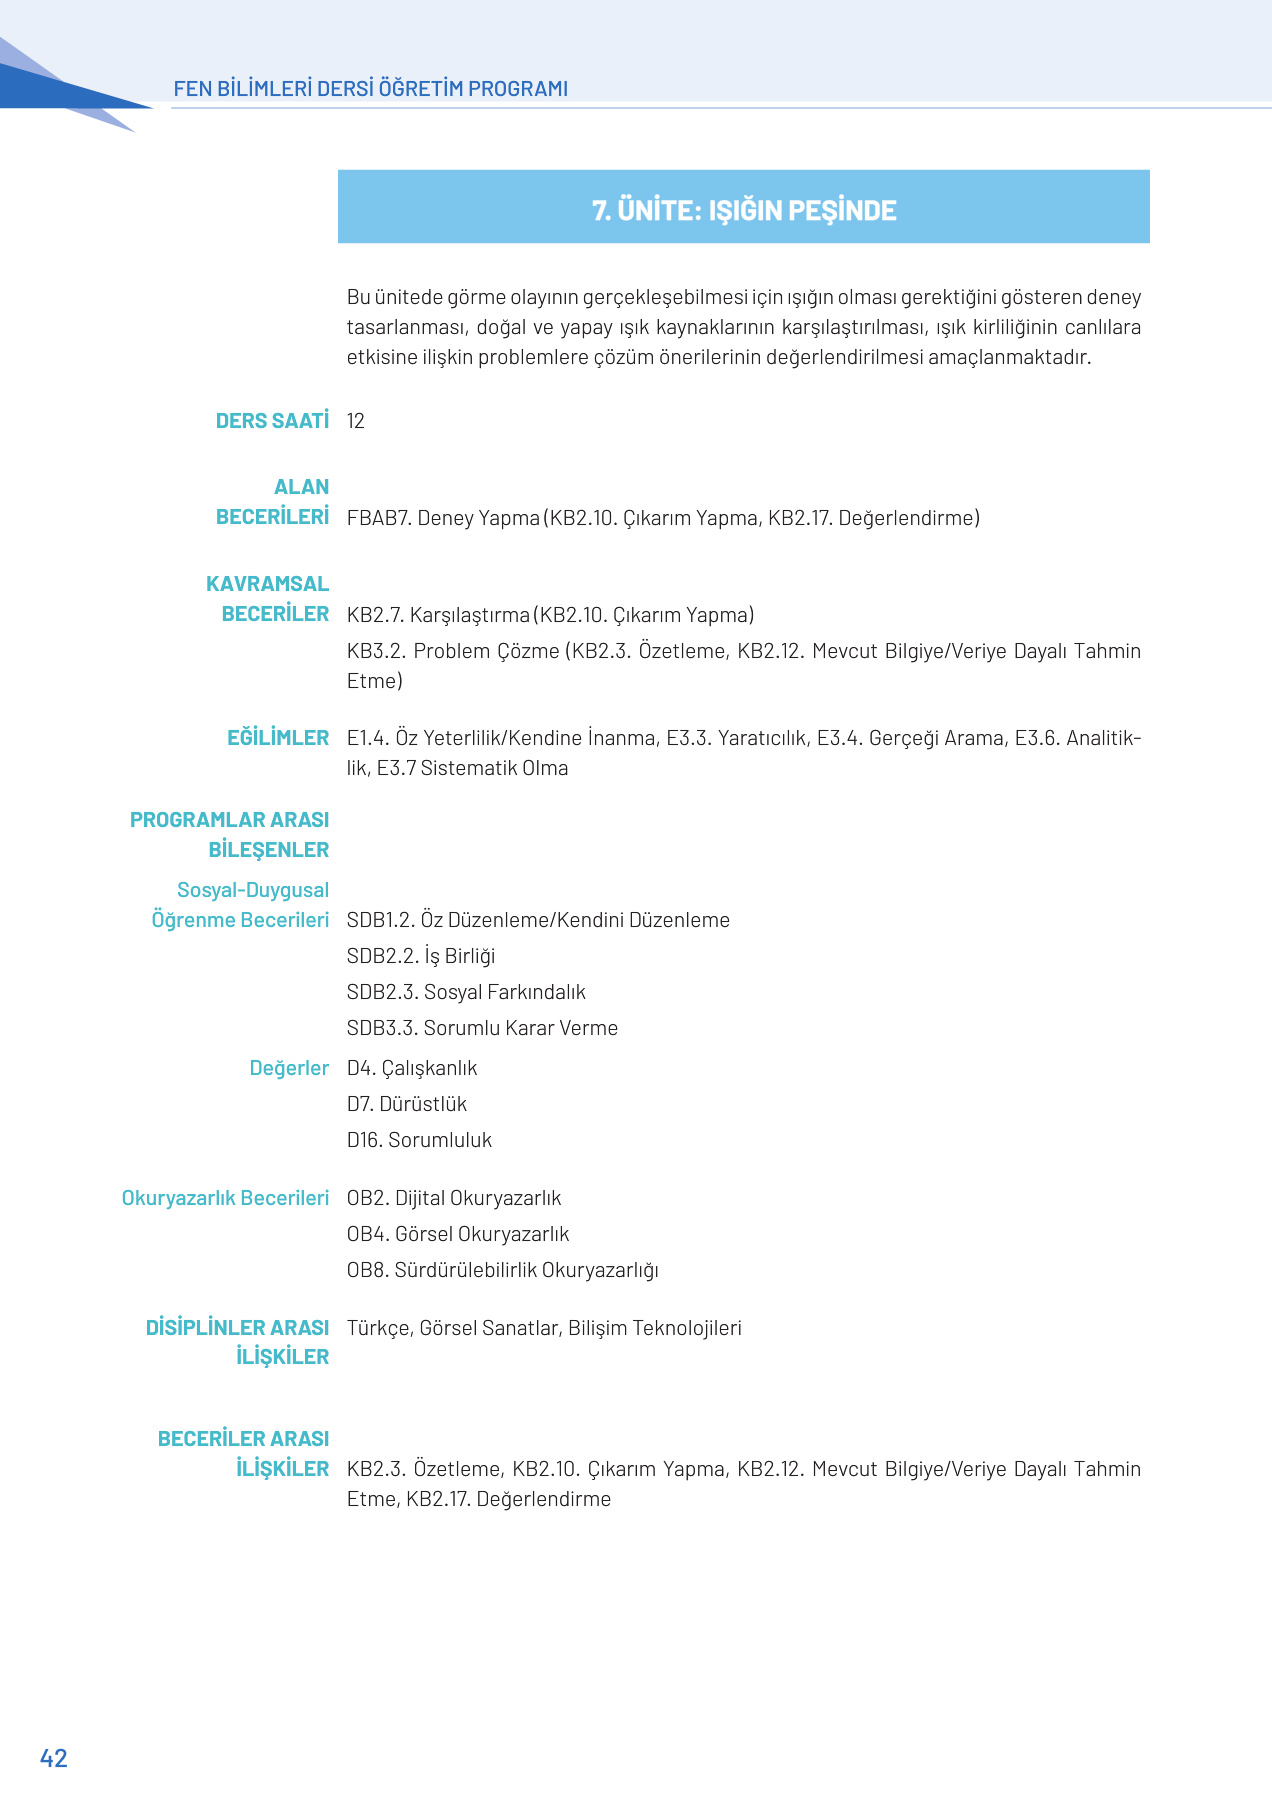 FEN BİLİMLERİ DERSİ ÖĞRETİM PROGRAMI
7. ÜNİTE: IŞIĞIN PEŞİNDE
Bu ünitede görme olayının gerçekleşebilmesi için ışığın olması gerektiğini gösteren deney
tasarlanması, doğal ve yapay ışık kaynaklarının karşılaştırılması, ışık kirliliğinin canlılara
etkisine ilişkin problemlere çözüm önerilerinin değerlendirilmesi amaçlanmaktadır.
DERS SAATİ 12
ALAN
BECERİLERİ FBAB7. Deney Yapma (KB2.10. Çıkarım Yapma, KB2.17. Değerlendirme)
KAVRAMSAL
BECERİLER KB2.7. Karşılaştırma (KB2.10. Çıkarım Yapma)
KB3.2. Problem Çözme (KB2.3. Özetleme, KB2.12. Mevcut Bilgiye/Veriye Dayalı Tahmin
Etme)
EĞİLİMLER E1.4. Öz Yeterlilik/Kendine İnanma, E3.3. Yaratıcılık, E3.4. Gerçeği Arama, E3.6. Analitik-
lik, E3.7 Sistematik Olma
PROGRAMLAR ARASI
BİLEŞENLER
Sosyal-Duygusal
Öğrenme Becerileri SDB1.2. Öz Düzenleme/Kendini Düzenleme
SDB2.2. İş Birliği
SDB2.3. Sosyal Farkındalık
SDB3.3. Sorumlu Karar Verme
Değerler D4. Çalışkanlık
D7. Dürüstlük
D16. Sorumluluk
Okuryazarlık Becerileri OB2. Dijital Okuryazarlık
OB4. Görsel Okuryazarlık
OB8. Sürdürülebilirlik Okuryazarlığı
DİSİPLİNLER ARASI Türkçe, Görsel Sanatlar, Bilişim Teknolojileri
İLİŞKİLER
BECERİLER ARASI
İLİŞKİLER KB2.3. Özetleme, KB2.10. Çıkarım Yapma, KB2.12. Mevcut Bilgiye/Veriye Dayalı Tahmin
Etme, KB2.17. Değerlendirme
42